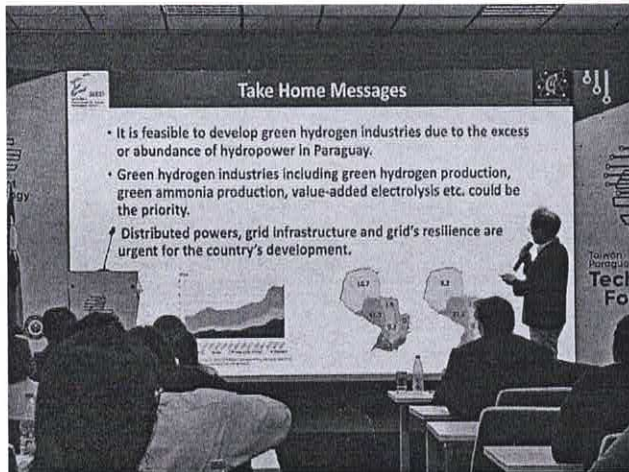 Take Home Messages
• It is feasible to develop green hydrogen industries due to the excess
or abundance of hydropower in Paraguay.
• Green hydrogen industries including green hydrogen production,
green ammonia production, value-added electrolysis etc. could be
the priority.
Distributed powers, grid infrastructure and grid's resilience are
urgent for the country's development.
Taiwan
Paragua
Tech
Fo